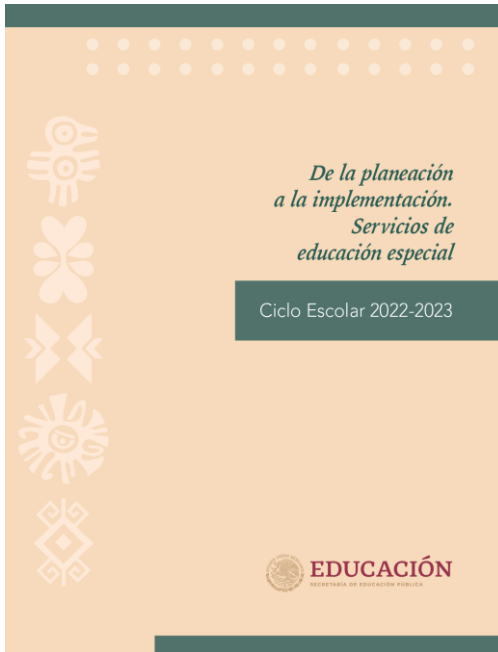 De la planeación
a la implementación.
Servicios de
educación especial
Ciclo Escolar 2022-2023
EDUCACIÓN
SECRETARÍA DE EDUCACIÓN PÚBLICA